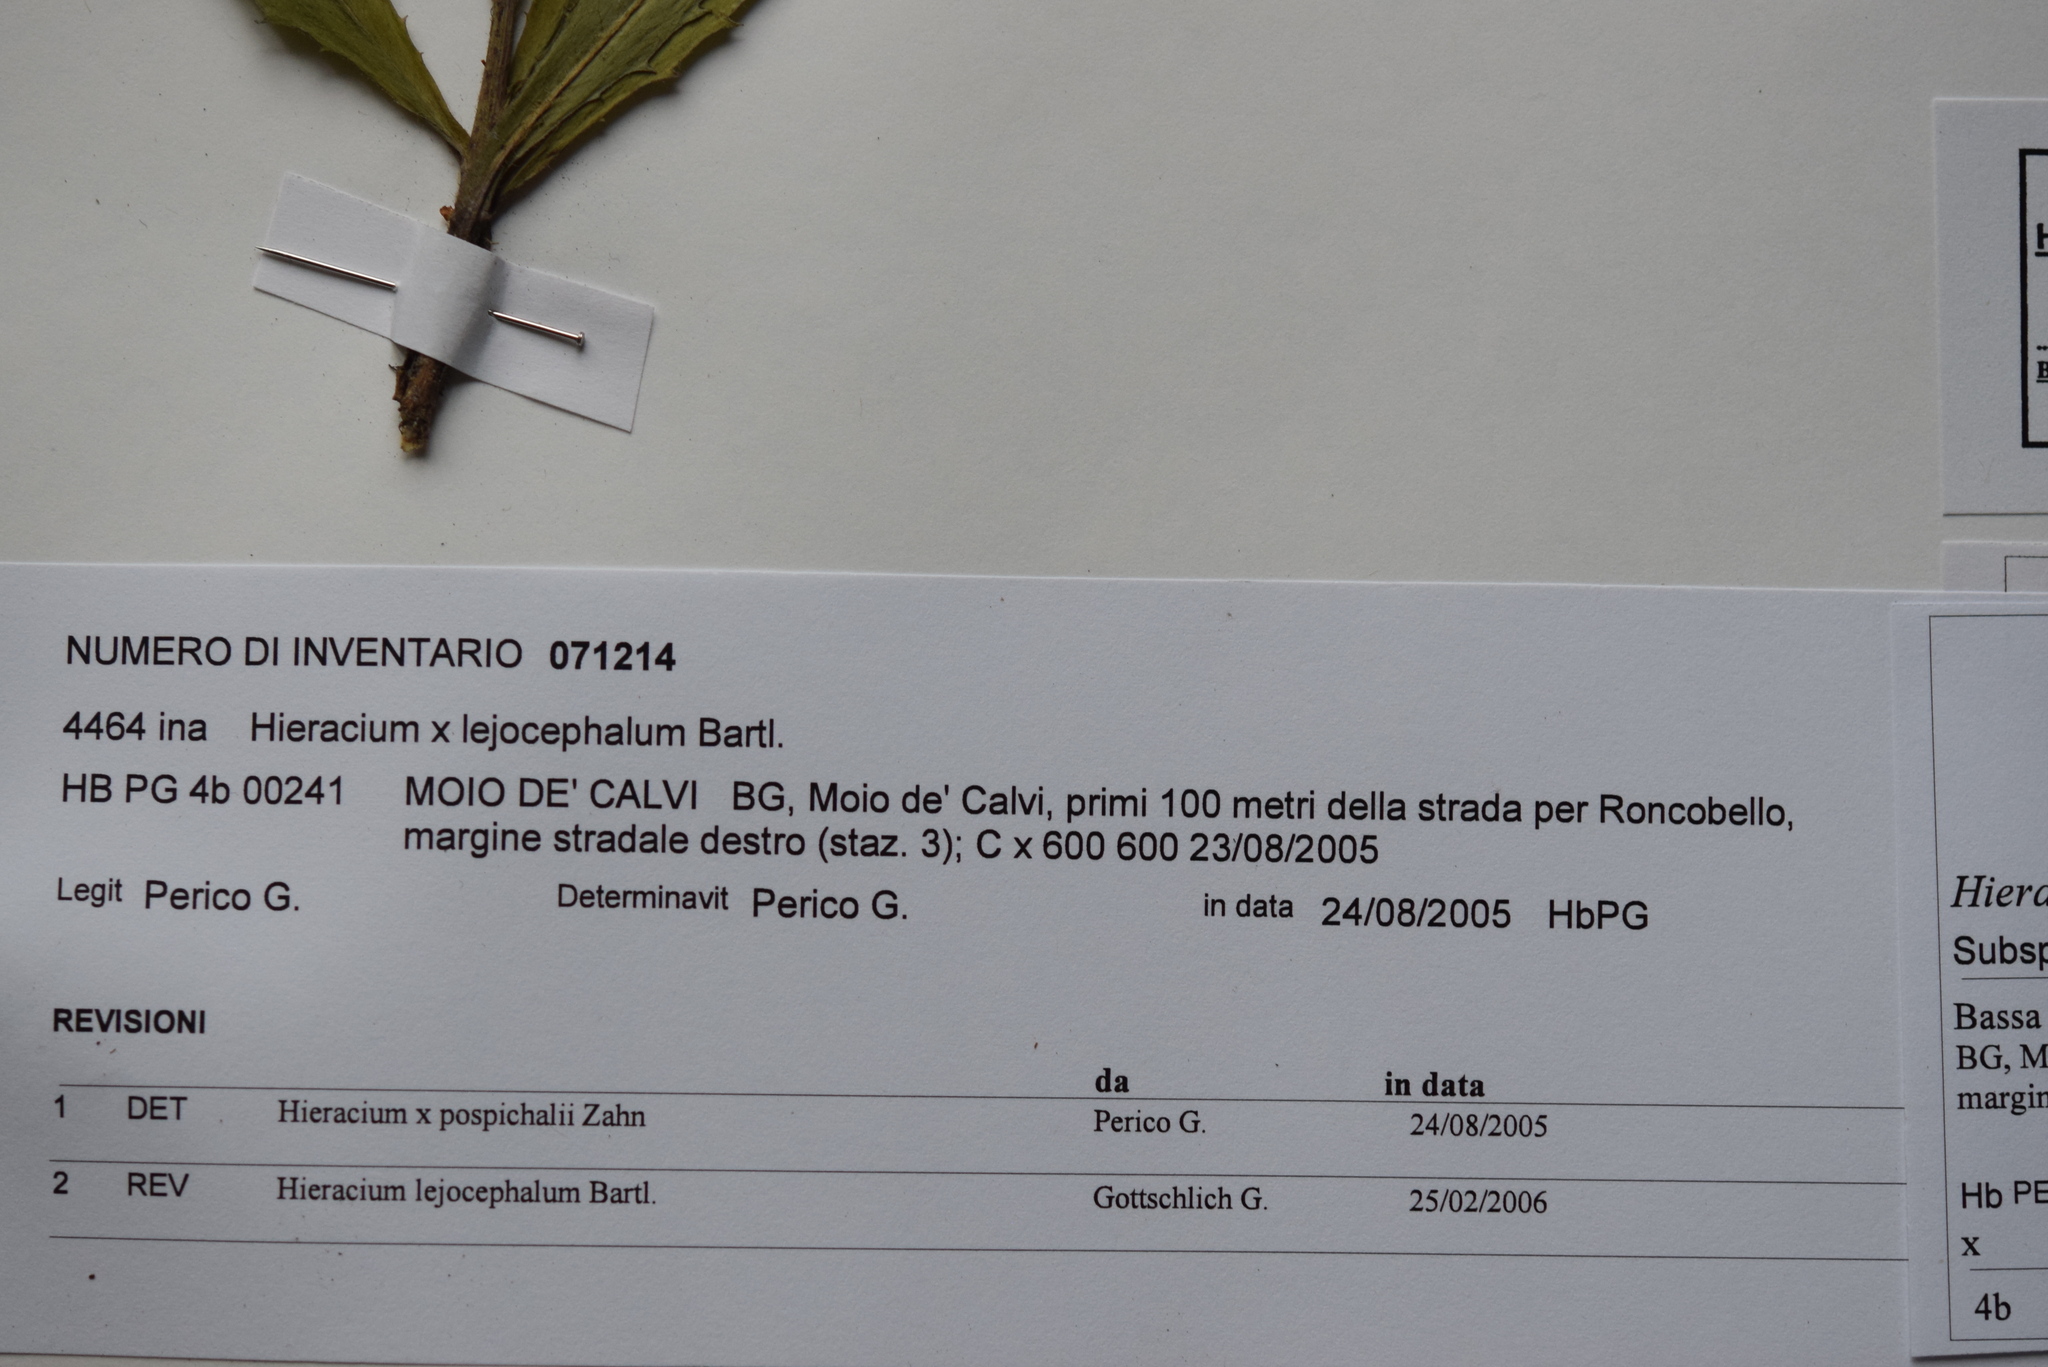 NUMERO DI INVENTARIO 071214
4464 ina Hieracium x lejocephalum Bartl.
HB PG 4b 00241 MOIO DE' CALVI BG, Moio de' Calvi, primi 100 metri della strada per Roncobello,
margine stradale destro (staz. 3); C x 600 600 23/08/2005
Legit Perico G. Determinavit Perico G. in data 24/08/2005 HbPG
REVISIONI
da in data
1 DET Hieracium x pospichalii Zahn Perico G. 24/08/2005
2 REV Hieracium lejocephalum Bartl. Gottschlich G. 25/02/2006
Bassa
BG, M
Hb PE
x
4b